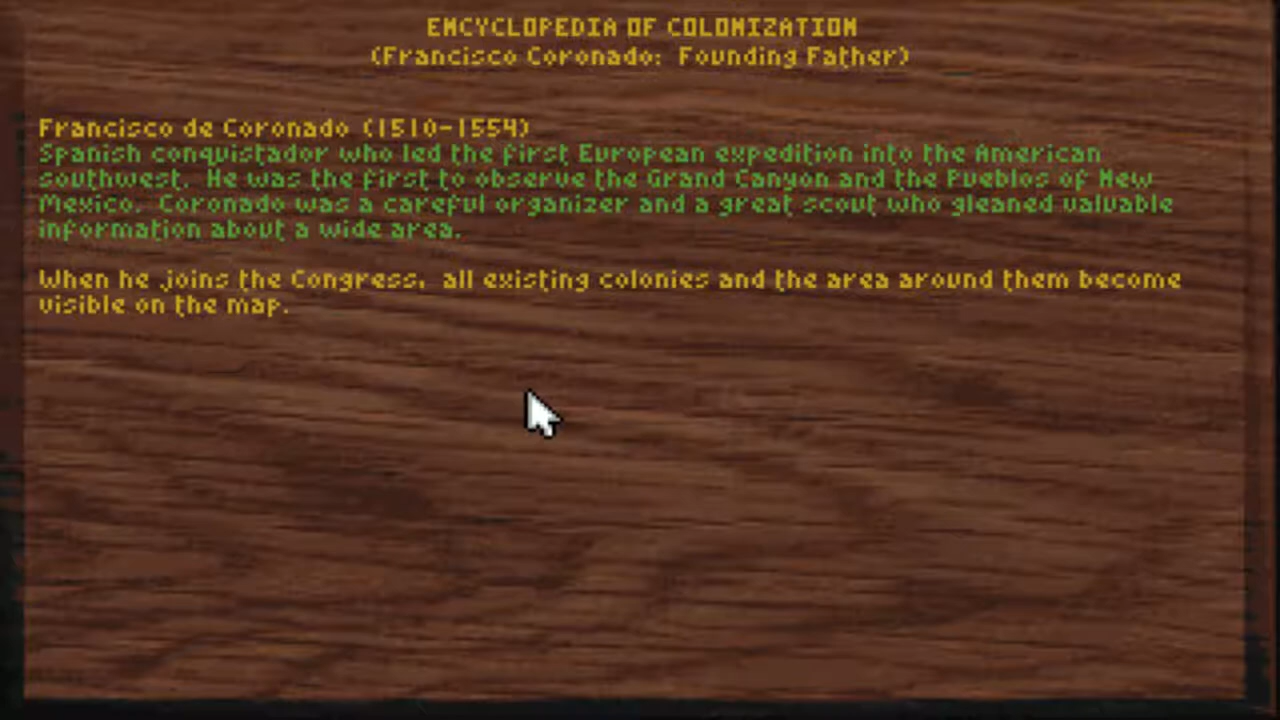 ENCYCLOPEDIA OF COLONIZATION
(Francisco Coronado: Founding Father)
Francisco de Coronado (1510-1554)
Spanish conquistador who led the first European expedition into the American
southwest. He was the first to observe the Grand Canyon and the Pueblos of New
Mexico. Coronado was a careful organizer and a great scout who gleaned valuable
information about a wide area.
When he joins the Congress, all existing colonies and the area around them become
visible on the map.